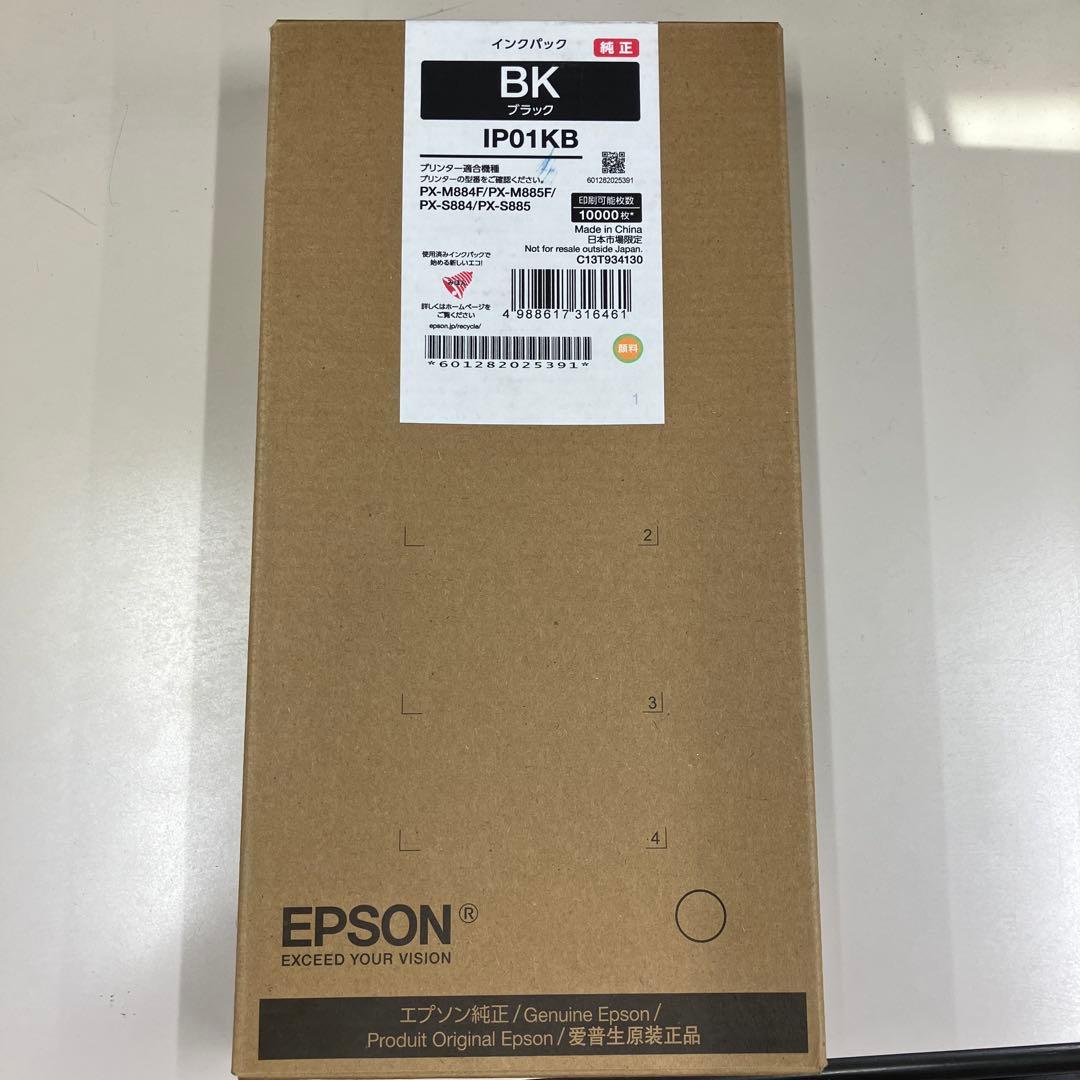 インクパック
純正
BK
ブラック
IP01KB
プリンター適合機種
プリンターの型番をご確認ください。
PX-M884F/PX-M885F/
PX-S884/PX-S885
601282025391
印刷可能枚数
10000枚*
Made in China
日本市場限定
Not for resale outside Japan.
C13T934130
使用済みインクパックで
始める新しいエコ!
みほん
詳しくはホームページを
ご覧ください
epson.jp/recycle/
4 988617 316461
顔料
*601282025391*
1
2
3
4
EPSON®
EXCEED YOUR VISION
エプソン純正/Genuine Epson/
Produit Original Epson/爱普生原装正品